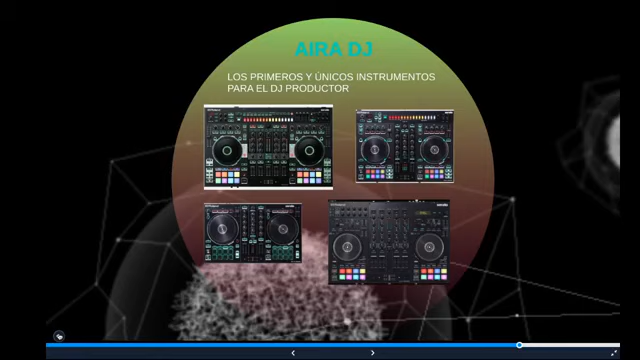 AIRA DJ
LOS PRIMEROS Y ÚNICOS INSTRUMENTOS
PARA EL DJ PRODUCTOR